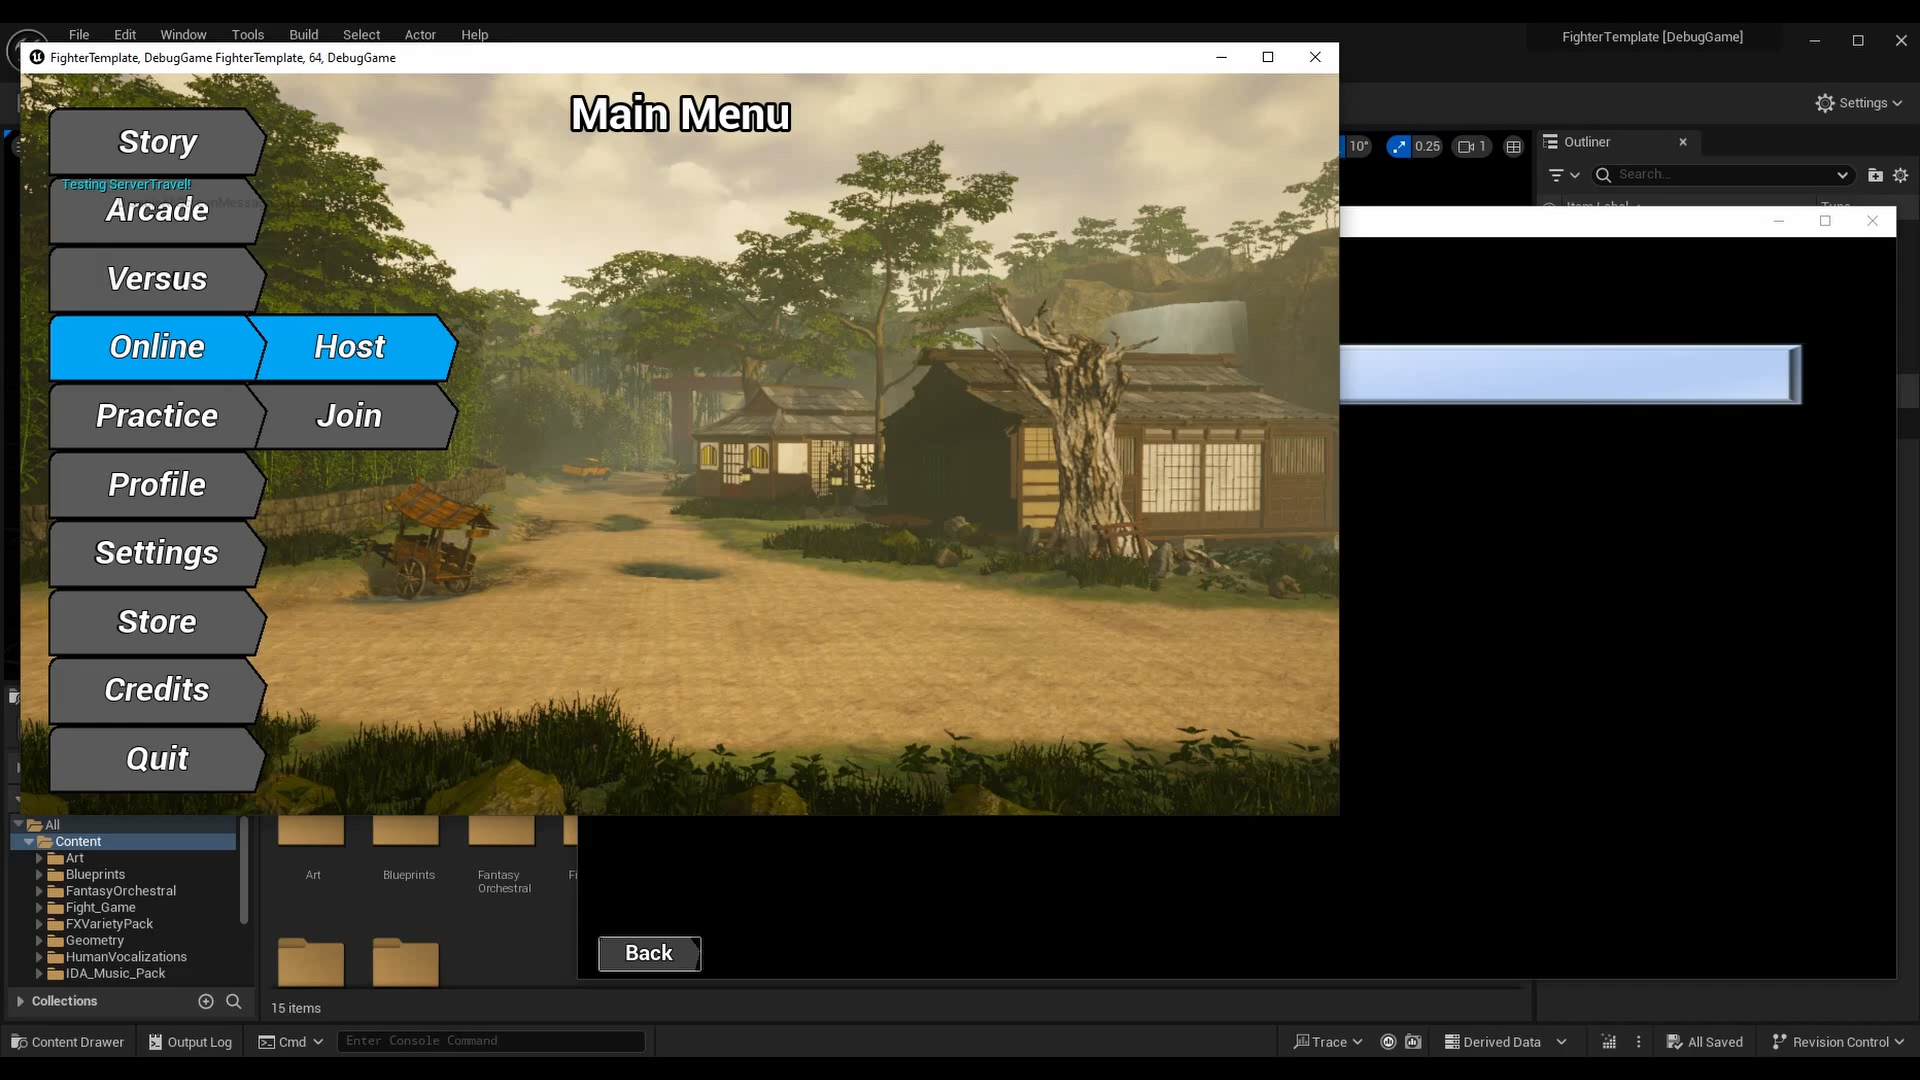 File Edit Window Tools Build Select Actor Help
FighterTemplate [DebugGame]
FighterTemplate, DebugGame FighterTemplate, 64, DebugGame
Main Menu
Story
Testing ServerTravel!
Arcade
Versus
Online
Host
Practice
Join
Profile
Settings
Store
Credits
Quit
Settings
10° 0.25 1
Outliner
Search...
Item Label
Type
Back
All
Content
Art
Blueprints
FantasyOrchestral
Fight_Game
FXVarietyPack
Geometry
HumanVocalizations
IDA_Music_Pack
Collections
Art
Blueprints
Fantasy
Orchestral
15 items
Content Drawer
Output Log
Cmd
Enter Console Command
Trace
Derived Data
All Saved
Revision Control